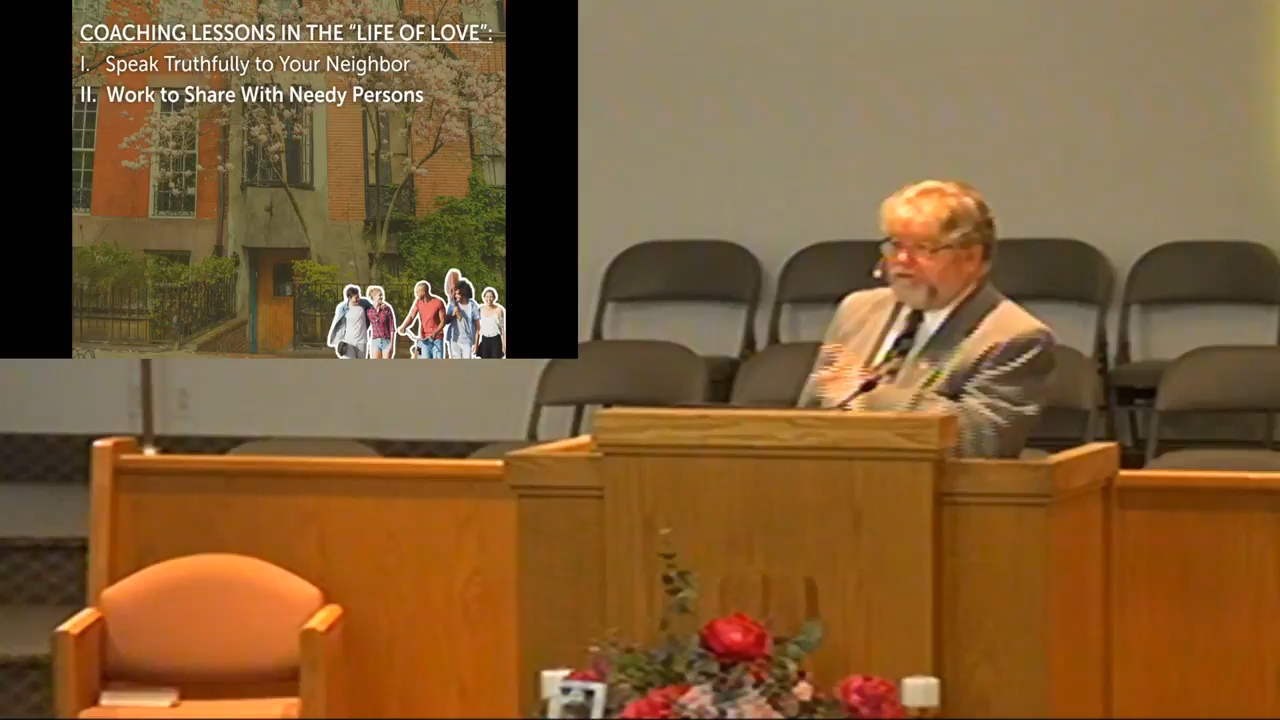 COACHING LESSONS IN THE "LIFE OF LOVE":
I. Speak Truthfully to Your Neighbor
II. Work to Share With Needy Persons